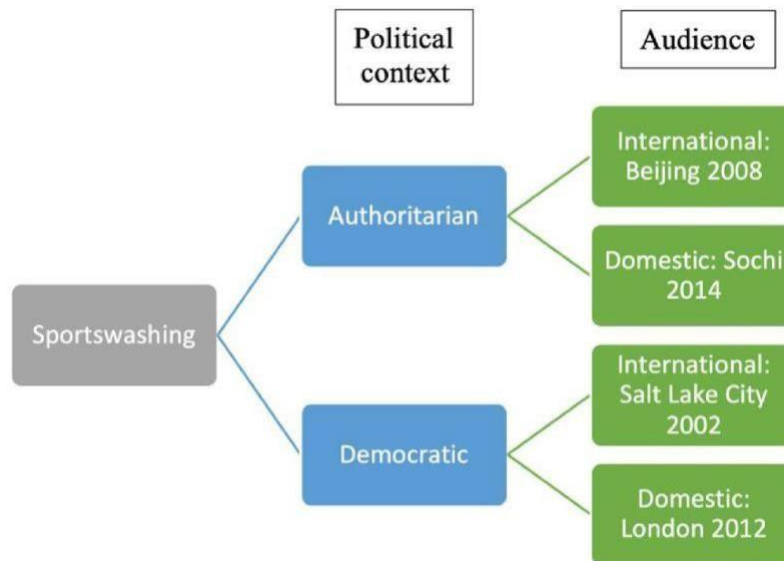 Political
context
Audience
International:
Beijing 2008
Authoritarian
Domestic: Sochi
2014
Sportswashing
International:
Salt Lake City
2002
Democratic
Domestic:
London 2012